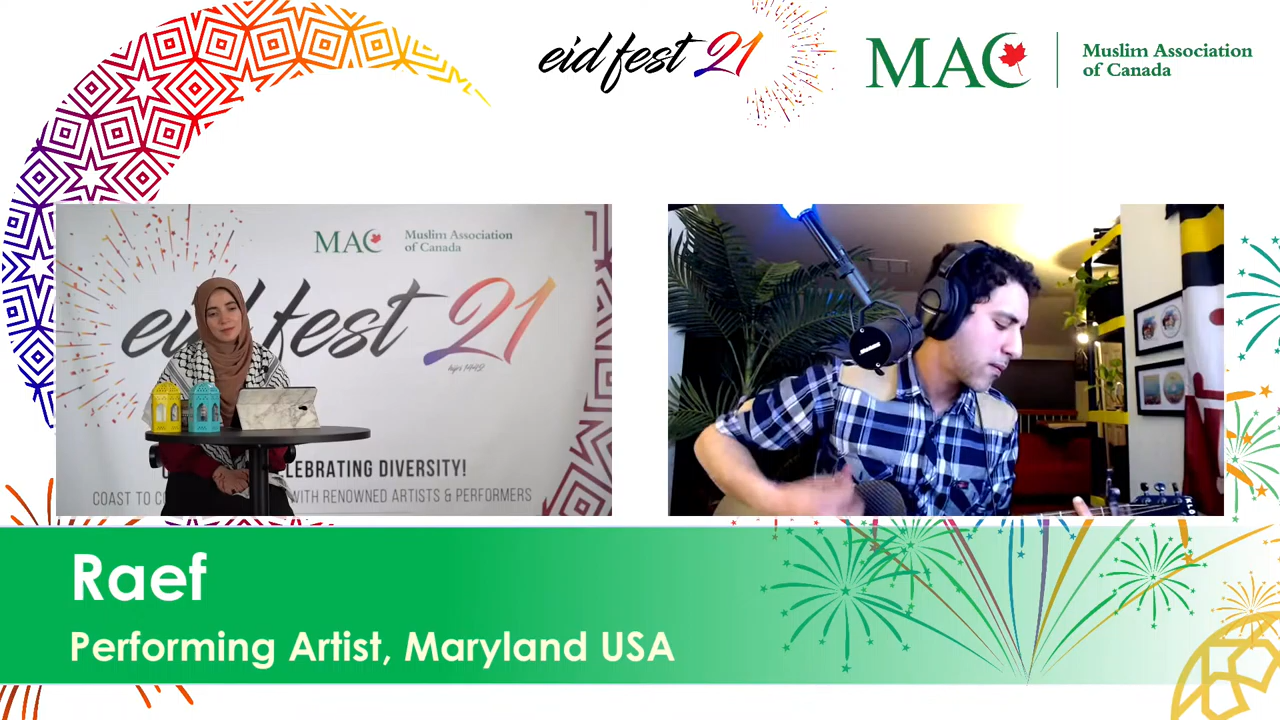 eid fest 21
MAC
Muslim Association
of Canada
MAC
Muslim Association
of Canada
eid fest 21
LEBRATING DIVERSITY!
COAST TO
WITH RENOWNED ARTISTS & PERFORMERS
Raef
Performing Artist, Maryland USA